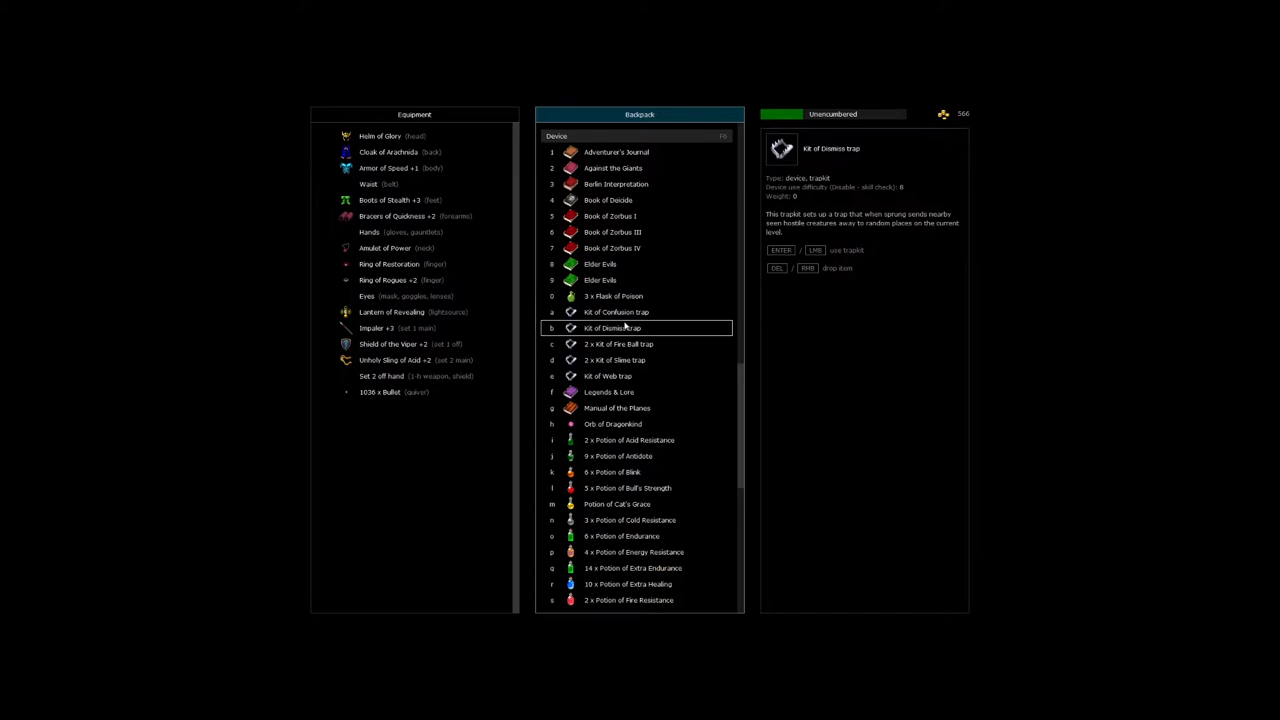 Equipment
Helm of Glory (head)
Cloak of Arachnida (back)
Armor of Speed +1 (body)
Waist (belt)
Boots of Stealth +3 (feet)
Bracers of Quickness +2 (forearms)
Hands (gloves, gauntlets)
Amulet of Power (neck)
Ring of Restoration (finger)
Ring of Rogues +2 (finger)
Eyes (mask, goggles, lenses)
Lantern of Revealing (lightsource)
Impaler +3 (set 1 main)
Shield of the Viper +2 (set 1 off)
Unholy Sling of Acid +2 (set 2 main)
Set 2 off hand (1-h weapon, shield)
1036 x Bullet (quiver)
Backpack
Device F6
1 Adventurer's Journal
2 Against the Giants
3 Berlin Interpretation
4 Book of Deicide
5 Book of Zorbus I
6 Book of Zorbus III
7 Book of Zorbus IV
8 Elder Evils
9 Elder Evils
0 3 x Flask of Poison
a Kit of Confusion trap
b Kit of Dismiss trap
c 2 x Kit of Fire Ball trap
d 2 x Kit of Slime trap
e Kit of Web trap
f Legends & Lore
g Manual of the Planes
h Orb of Dragonkind
i 2 x Potion of Acid Resistance
j 9 x Potion of Antidote
k 6 x Potion of Blink
l 5 x Potion of Bull's Strength
m Potion of Cat's Grace
n 3 x Potion of Cold Resistance
o 6 x Potion of Endurance
p 4 x Potion of Energy Resistance
q 14 x Potion of Extra Endurance
r 10 x Potion of Extra Healing
s 2 x Potion of Fire Resistance
Unencumbered 566
Kit of Dismiss trap
Type: device, trapkit
Device use difficulty (Disable - skill check): 8
Weight: 0
This trapkit sets up a trap that when sprung sends nearby
seen hostile creatures away to random places on the current
level.
ENTER / LMB use trapkit
DEL / RMB drop item